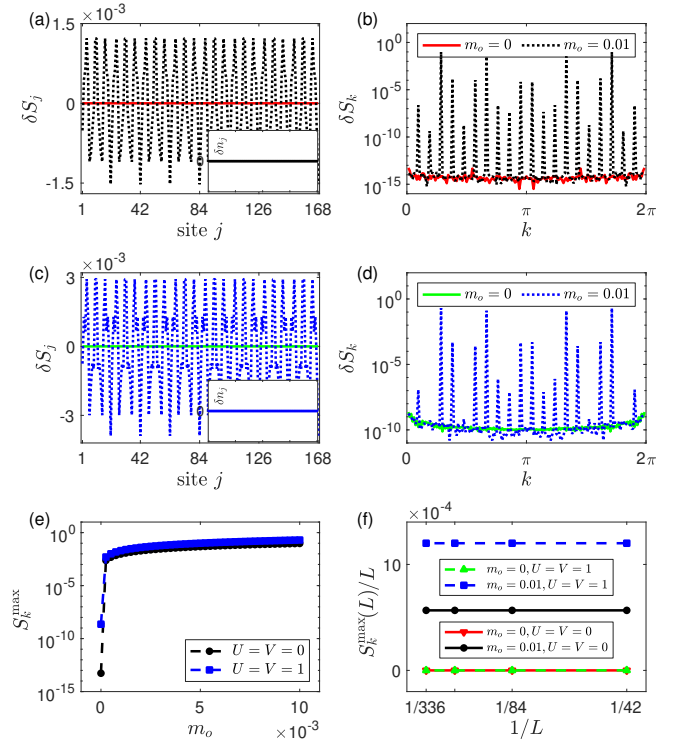 (a)
×10⁻³
1.5
0
-1.5
δS_j
1
42
84
126
168
site j
δn_j
0
(b)
m_o = 0
m_o = 0.01
10⁰
10⁻⁵
10⁻¹⁰
10⁻¹⁵
δS_k
0
π
2π
k
(c)
×10⁻³
3
0
-3
δS_j
1
42
84
126
168
site j
δn_j
0
(d)
m_o = 0
m_o = 0.01
10⁰
10⁻⁵
10⁻¹⁰
δS_k
0
π
2π
k
(e)
10⁰
10⁻⁵
10⁻¹⁰
10⁻¹⁵
S_k^max
U = V = 0
U = V = 1
0
5
10
×10⁻³
m_o
(f)
×10⁻⁴
10
0
S_k^max(L)/L
m_o = 0, U = V = 1
m_o = 0.01, U = V = 1
m_o = 0, U = V = 0
m_o = 0.01, U = V = 0
1/336
1/84
1/42
1/L